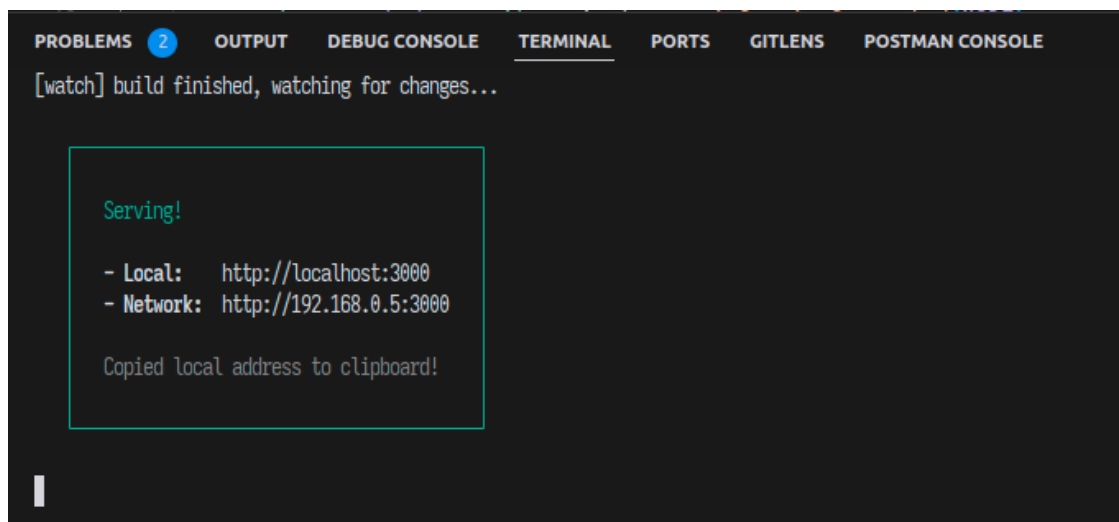 PROBLEMS 2 OUTPUT DEBUG CONSOLE TERMINAL PORTS GITLENS POSTMAN CONSOLE
[watch] build finished, watching for changes...
Serving!
- Local: http://localhost:3000
- Network: http://192.168.0.5:3000
Copied local address to clipboard!